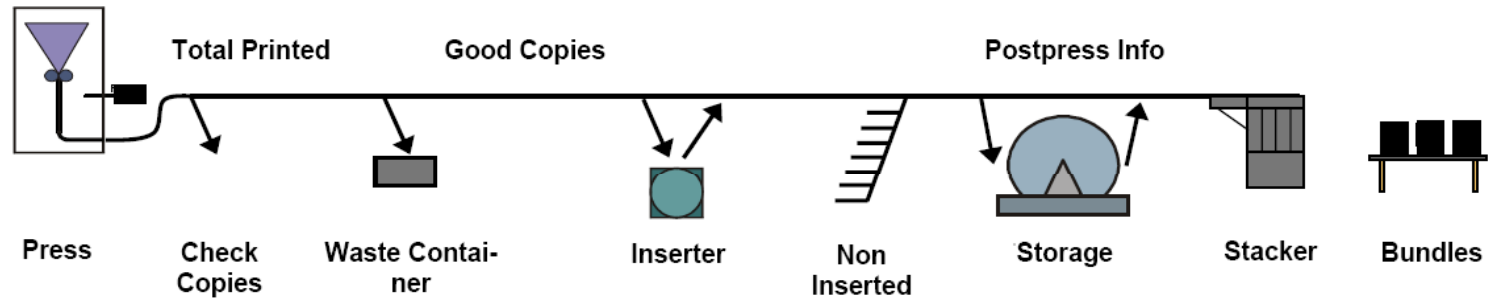 Total Printed
Good Copies
Postpress Info
Press
Check
Copies
Waste Contai-
ner
Inserter
Non
Inserted
Storage
Stacker
Bundles